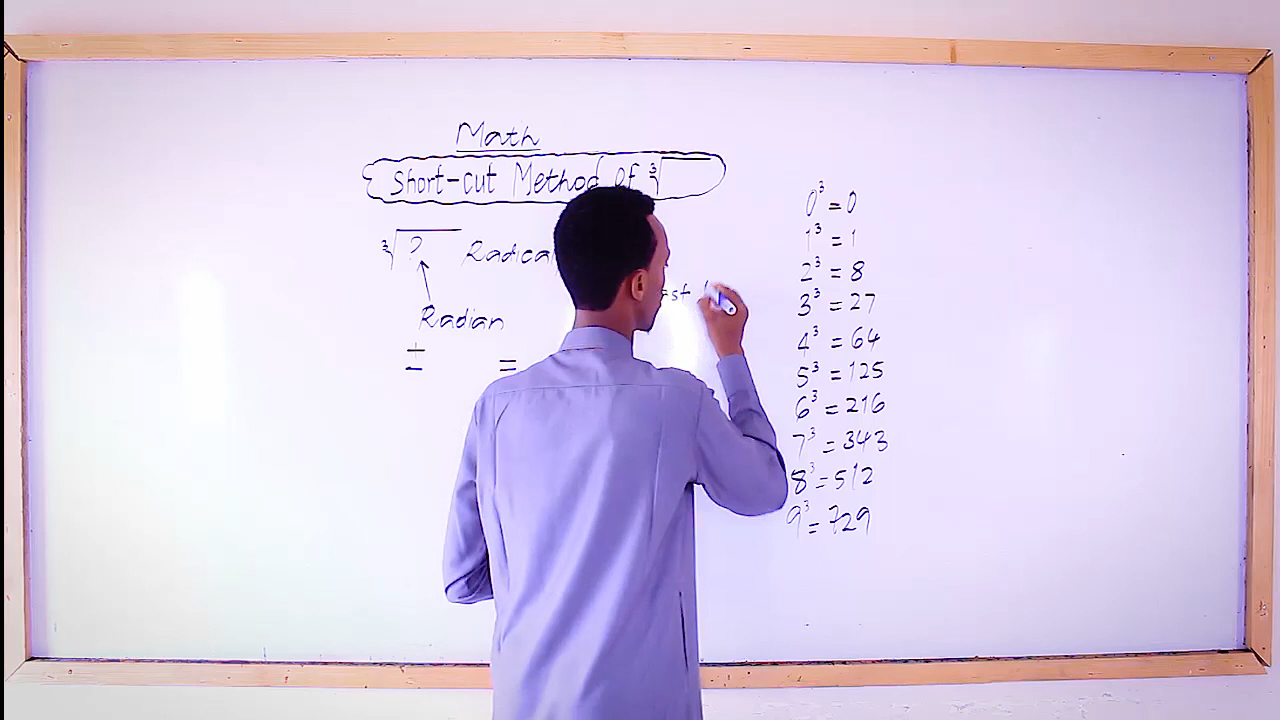 Math
Short-cut Method of ∛
∛? Radical
Radian
± =
0³ = 0
1³ = 1
2³ = 8
3³ = 27
4³ = 64
5³ = 125
6³ = 216
7³ = 343
8³ = 512
9³ = 729